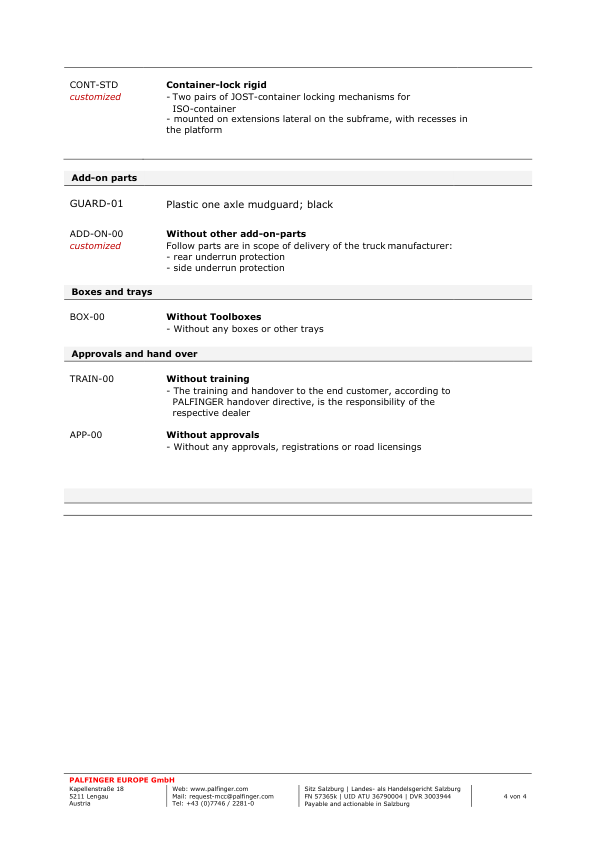 CONT-STD Container-lock rigid
customized - Two pairs of JOST-container locking mechanisms for
ISO-container
- mounted on extensions lateral on the subframe, with recesses in
the platform
Add-on parts
GUARD-01 Plastic one axle mudguard; black
ADD-ON-00 Without other add-on-parts
customized Follow parts are in scope of delivery of the truck manufacturer:
- rear underrun protection
- side underrun protection
Boxes and trays
BOX-00 Without Toolboxes
- Without any boxes or other trays
Approvals and hand over
TRAIN-00 Without training
- The training and handover to the end customer, according to
PALFINGER handover directive, is the responsibility of the
respective dealer
APP-00 Without approvals
- Without any approvals, registrations or road licensings
PALFINGER EUROPE GmbH
Kapellenstraße 18 Web: www.palfinger.com Sitz Salzburg | Landes- als Handelsgericht Salzburg
5211 Lengau Mail: request-mcc@palfinger.com FN 57365k | UID ATU 36790004 | DVR 3003944 4 von 4
Austria Tel: +43 (0)7746 / 2281-0 Payable and actionable in Salzburg